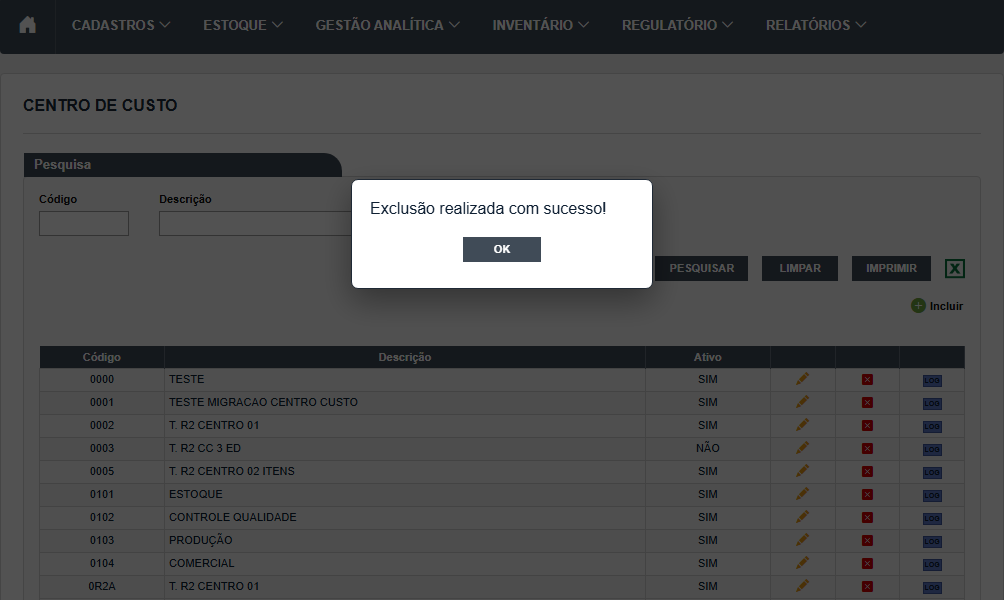 CADASTROS ESTOQUE GESTÃO ANALÍTICA INVENTÁRIO REGULATÓRIO RELATÓRIOS
CENTRO DE CUSTO
Pesquisa
Código Descrição
Exclusão realizada com sucesso!
OK
PESQUISAR LIMPAR IMPRIMIR X
Incluir
Código Descrição Ativo
0000 TESTE SIM LOG
0001 TESTE MIGRACAO CENTRO CUSTO SIM LOG
0002 T. R2 CENTRO 01 SIM LOG
0003 T. R2 CC 3 ED NÃO LOG
0005 T. R2 CENTRO 02 ITENS SIM LOG
0101 ESTOQUE SIM LOG
0102 CONTROLE QUALIDADE SIM LOG
0103 PRODUÇÃO SIM LOG
0104 COMERCIAL SIM LOG
0R2A T. R2 CENTRO 01 SIM LOG